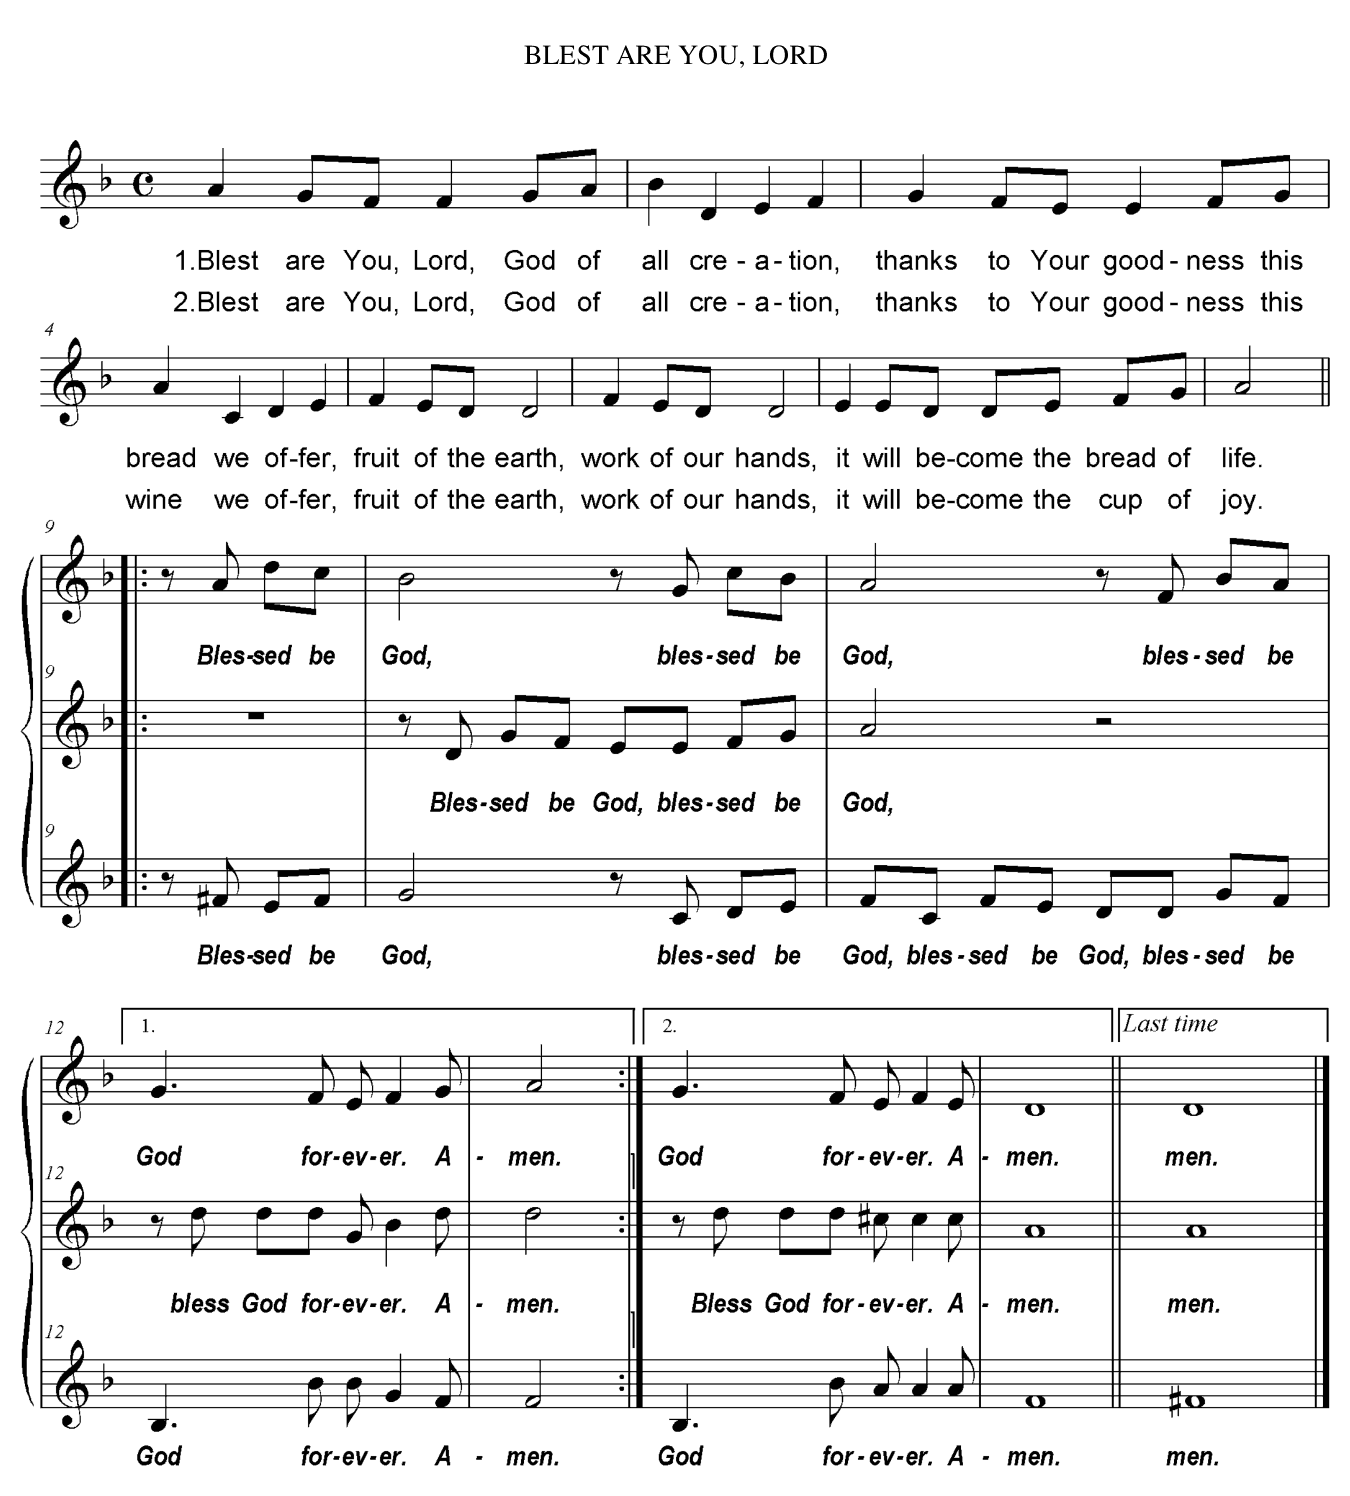 BLEST ARE YOU, LORD
1.Blest are You, Lord, God of all cre - a - tion, thanks to Your good - ness this
2.Blest are You, Lord, God of all cre - a - tion, thanks to Your good - ness this
4
bread we of-fer, fruit of the earth, work of our hands, it will be-come the bread of life.
wine we of-fer, fruit of the earth, work of our hands, it will be-come the cup of joy.
9
Bles-sed be God, bles - sed be God, bles - sed be
9
Bles - sed be God, bles - sed be God,
9
Bles-sed be God, bles - sed be God, bles - sed be God, bles - sed be
12 1. 2. Last time
God for-ev-er. A - men. God for-ev-er. A - men. men.
12
bless God for-ev-er. A - men. Bless God for-ev-er. A - men. men.
12
God for-ev-er. A - men. God for-ev-er. A - men. men.